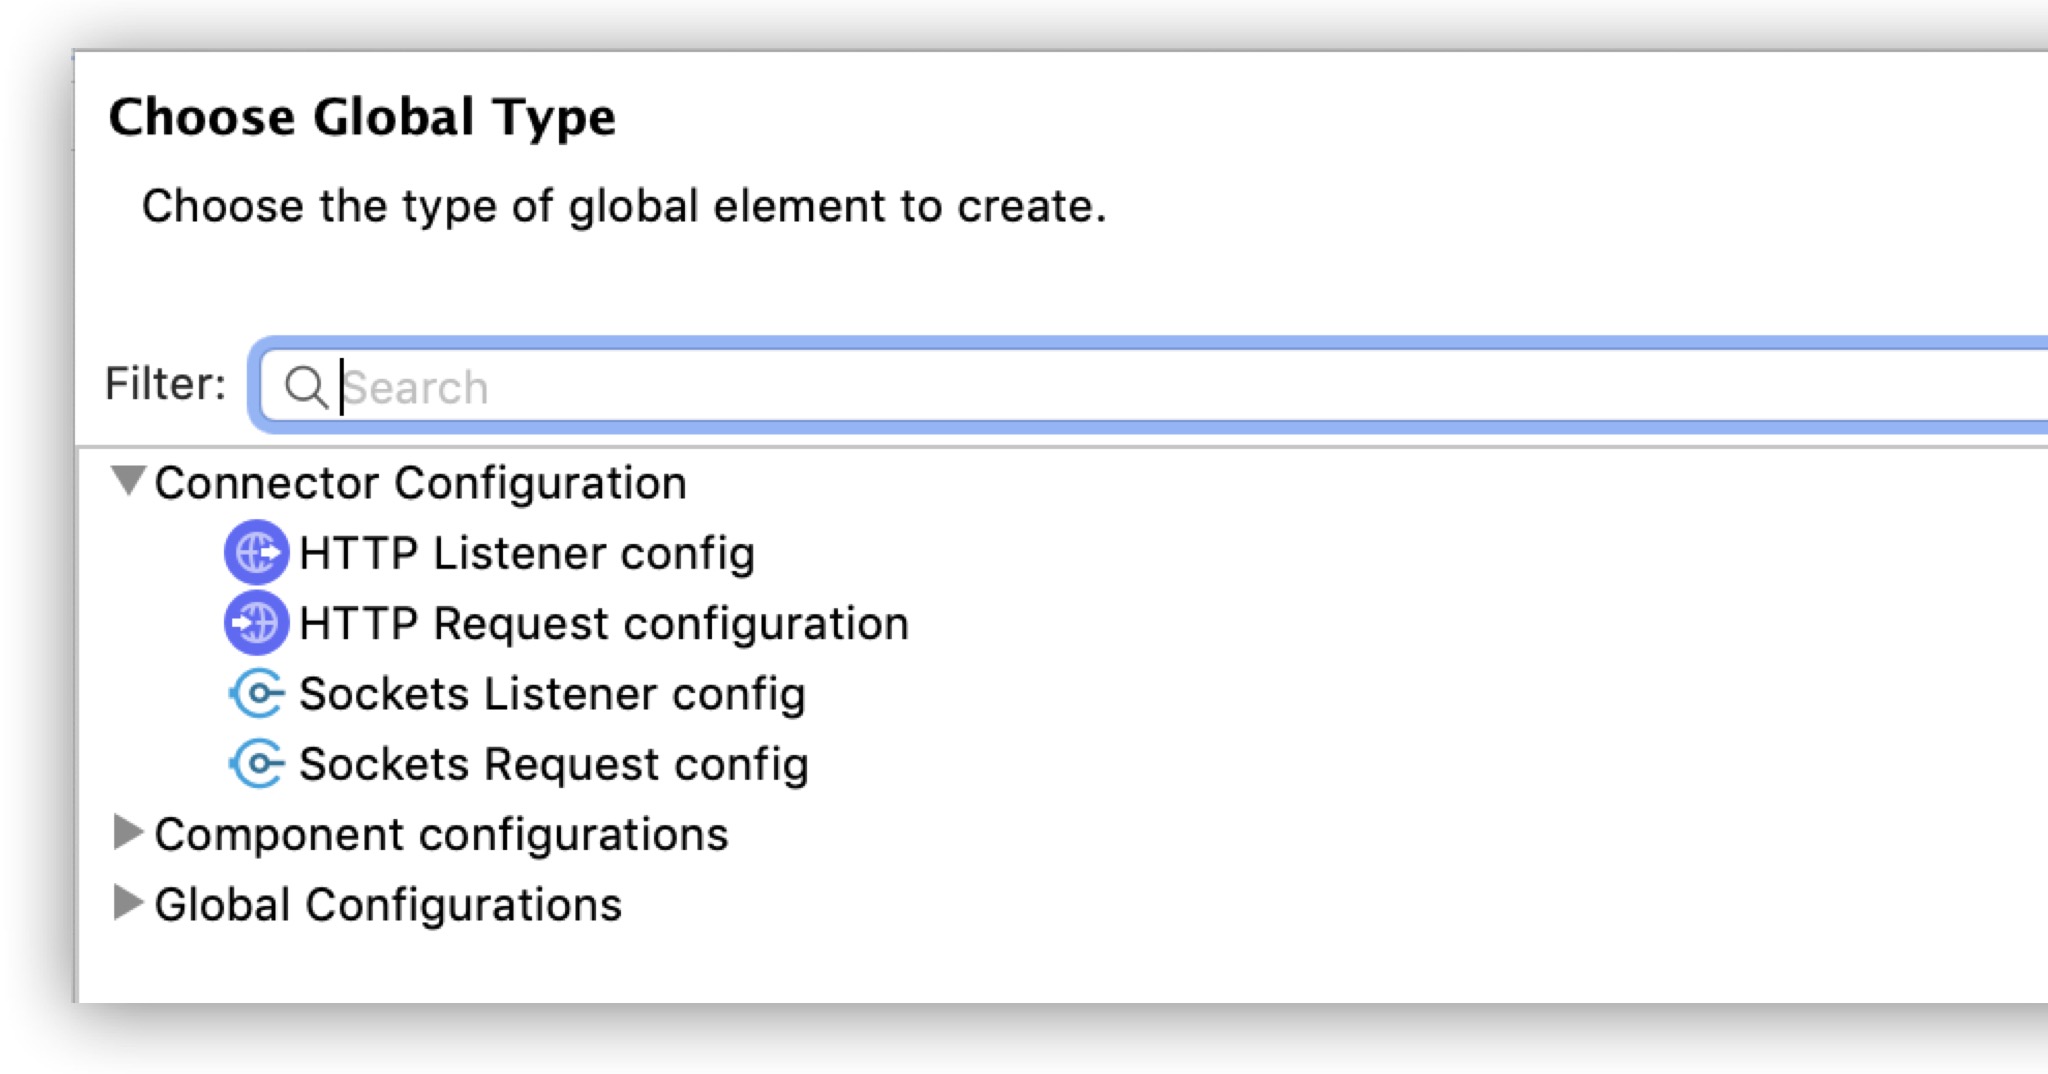 Choose Global Type
Choose the type of global element to create.
Filter: Search
Connector Configuration
HTTP Listener config
HTTP Request configuration
Sockets Listener config
Sockets Request config
Component configurations
Global Configurations